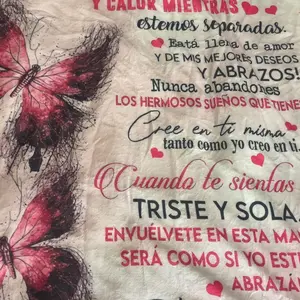 Y CALOR MIENTRAS
estemos separadas.
Está llena de amor
Y DE MIS MEJORES DESEOS
Y ABRAZOS!
Nunca abandones
LOS HERMOSOS SUEÑOS QUE TIENE
Cree en ti misma
tanto como yo creo en ti.
Cuando te sientas
TRISTE Y SOLA,
ENVUÉLVETE EN ESTA MA
SERÁ COMO SI YO EST
ABRAZÁ